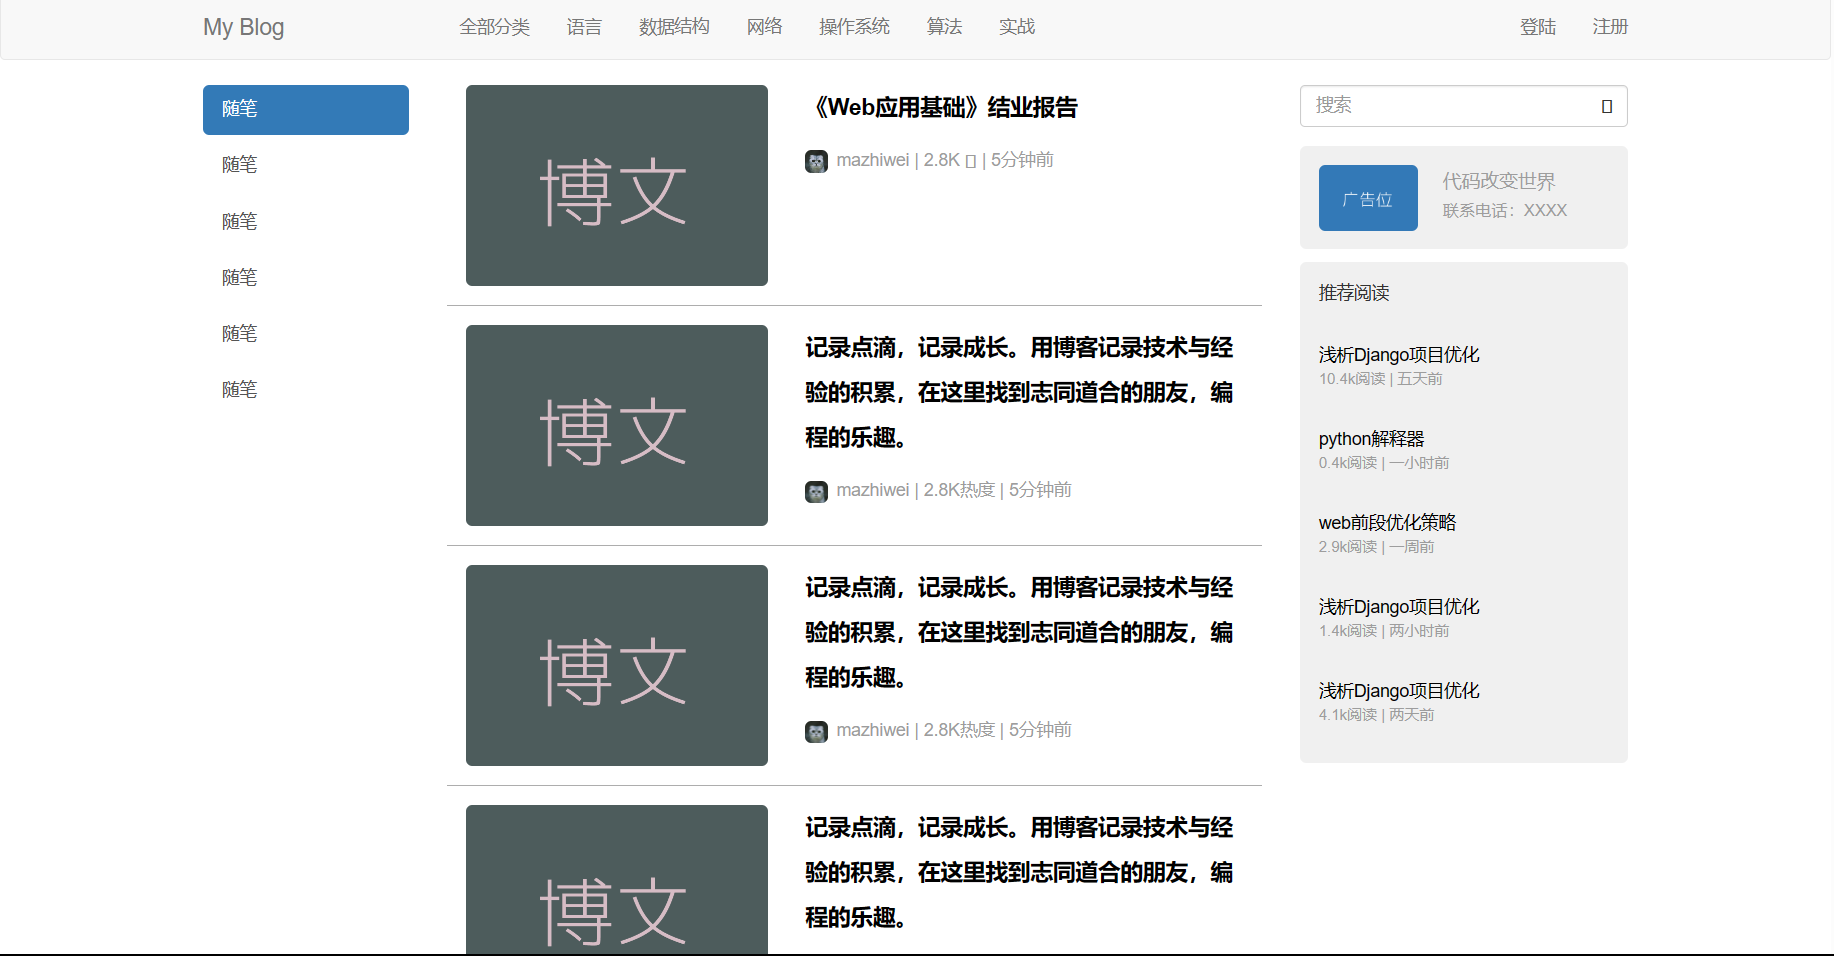 My Blog
全部分类 语言 数据结构 网络 操作系统 算法 实战
登陆 注册
随笔
随笔
随笔
随笔
随笔
随笔
博文
《Web应用基础》结业报告
mazhiwei | 2.8K | 5分钟前
博文
记录点滴，记录成长。用博客记录技术与经
验的积累，在这里找到志同道合的朋友，编
程的乐趣。
mazhiwei | 2.8K热度 | 5分钟前
博文
记录点滴，记录成长。用博客记录技术与经
验的积累，在这里找到志同道合的朋友，编
程的乐趣。
mazhiwei | 2.8K热度 | 5分钟前
博文
记录点滴，记录成长。用博客记录技术与经
验的积累，在这里找到志同道合的朋友，编
程的乐趣。
搜索
广告位
代码改变世界
联系电话：XXXX
推荐阅读
浅析Django项目优化
10.4k阅读 | 五天前
python解释器
0.4k阅读 | 一小时前
web前段优化策略
2.9k阅读 | 一周前
浅析Django项目优化
1.4k阅读 | 两小时前
浅析Django项目优化
4.1k阅读 | 两天前